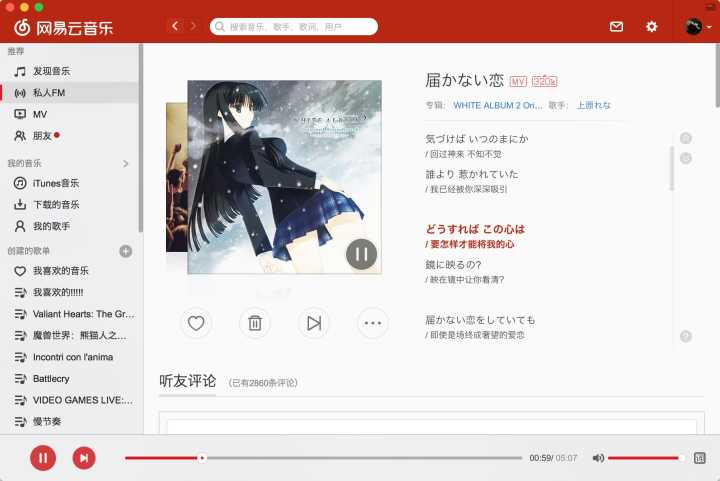 网易云音乐
搜索音乐、歌手、歌词、用户
推荐
发现音乐
私人FM
MV
朋友
我的音乐
iTunes音乐
下载的音乐
我的歌手
创建的歌单
我喜欢的音乐
我喜欢的!!!!!
Valiant Hearts: The Gr...
魔兽世界：熊猫人之...
Incontri con l'anima
Battlecry
VIDEO GAMES LIVE:...
慢节奏
届かない恋 MV 320k
专辑： WHITE ALBUM 2 Ori... 歌手： 上原れな
気づけば いつのまにか
/ 回过神来 不知不觉
誰より 惹かれていた
/ 我已经被你深深吸引
どうすれば この心は
/ 要怎样才能将我的心
鏡に映るの?
/ 映在镜中让你看清?
届かない恋をしていても
/ 即使是场终成奢望的爱恋
听友评论 （已有2860条评论）
00:59/ 05:07
词